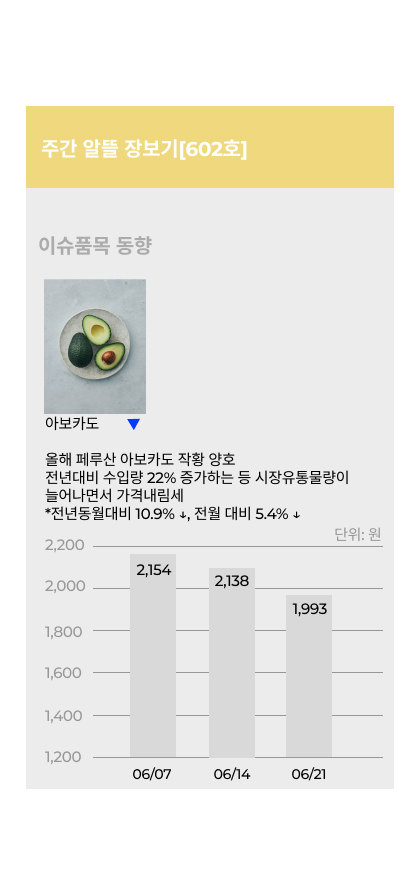 주간 알뜰 장보기[602호]
이슈품목 동향
아보카도 ▼
올해 페루산 아보카도 작황 양호
전년대비 수입량 22% 증가하는 등 시장유통물량이
늘어나면서 가격내림세
*전년동월대비 10.9% ↓, 전월 대비 5.4% ↓
단위: 원
2,200
2,000
1,800
1,600
1,400
1,200
2,154
2,138
1,993
06/07 06/14 06/21